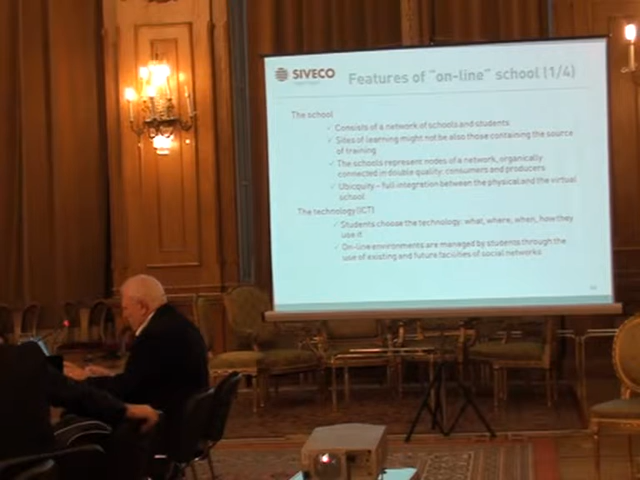 SIVECO
Features of "on-line" school (1/4)
The school
✓ Consists of a network of schools and students
✓ Sites of learning might not be also those containing the source
of training
✓ The schools represent nodes of a network, organically
connected in double quality: consumers and producers
✓ Ubicquity – full integration between the physical and the virtual
school
The technology (ICT)
✓ Students choose the technology: what, where, when, how they
use it
✓ On-line environments are managed by students through the
use of existing and future facilities of social networks